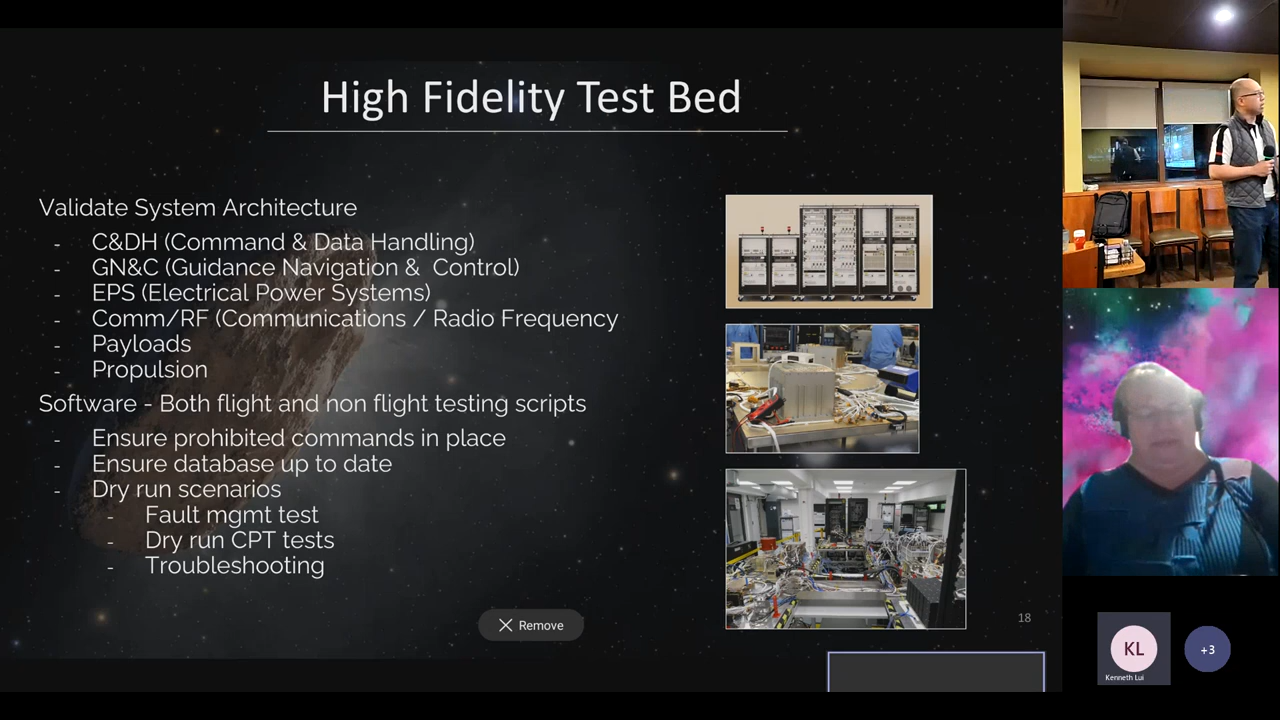 High Fidelity Test Bed
Validate System Architecture
- C&DH (Command & Data Handling)
- GN&C (Guidance Navigation & Control)
- EPS (Electrical Power Systems)
- Comm/RF (Communications / Radio Frequency
- Payloads
- Propulsion
Software - Both flight and non flight testing scripts
- Ensure prohibited commands in place
- Ensure database up to date
- Dry run scenarios
- Fault mgmt test
- Dry run CPT tests
- Troubleshooting
Remove
18
KL
Kenneth Lui
+3